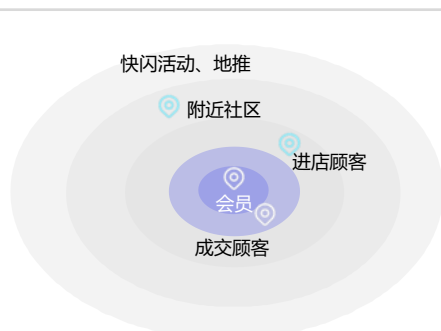 快闪活动、地推
附近社区
进店顾客
会员
成交顾客